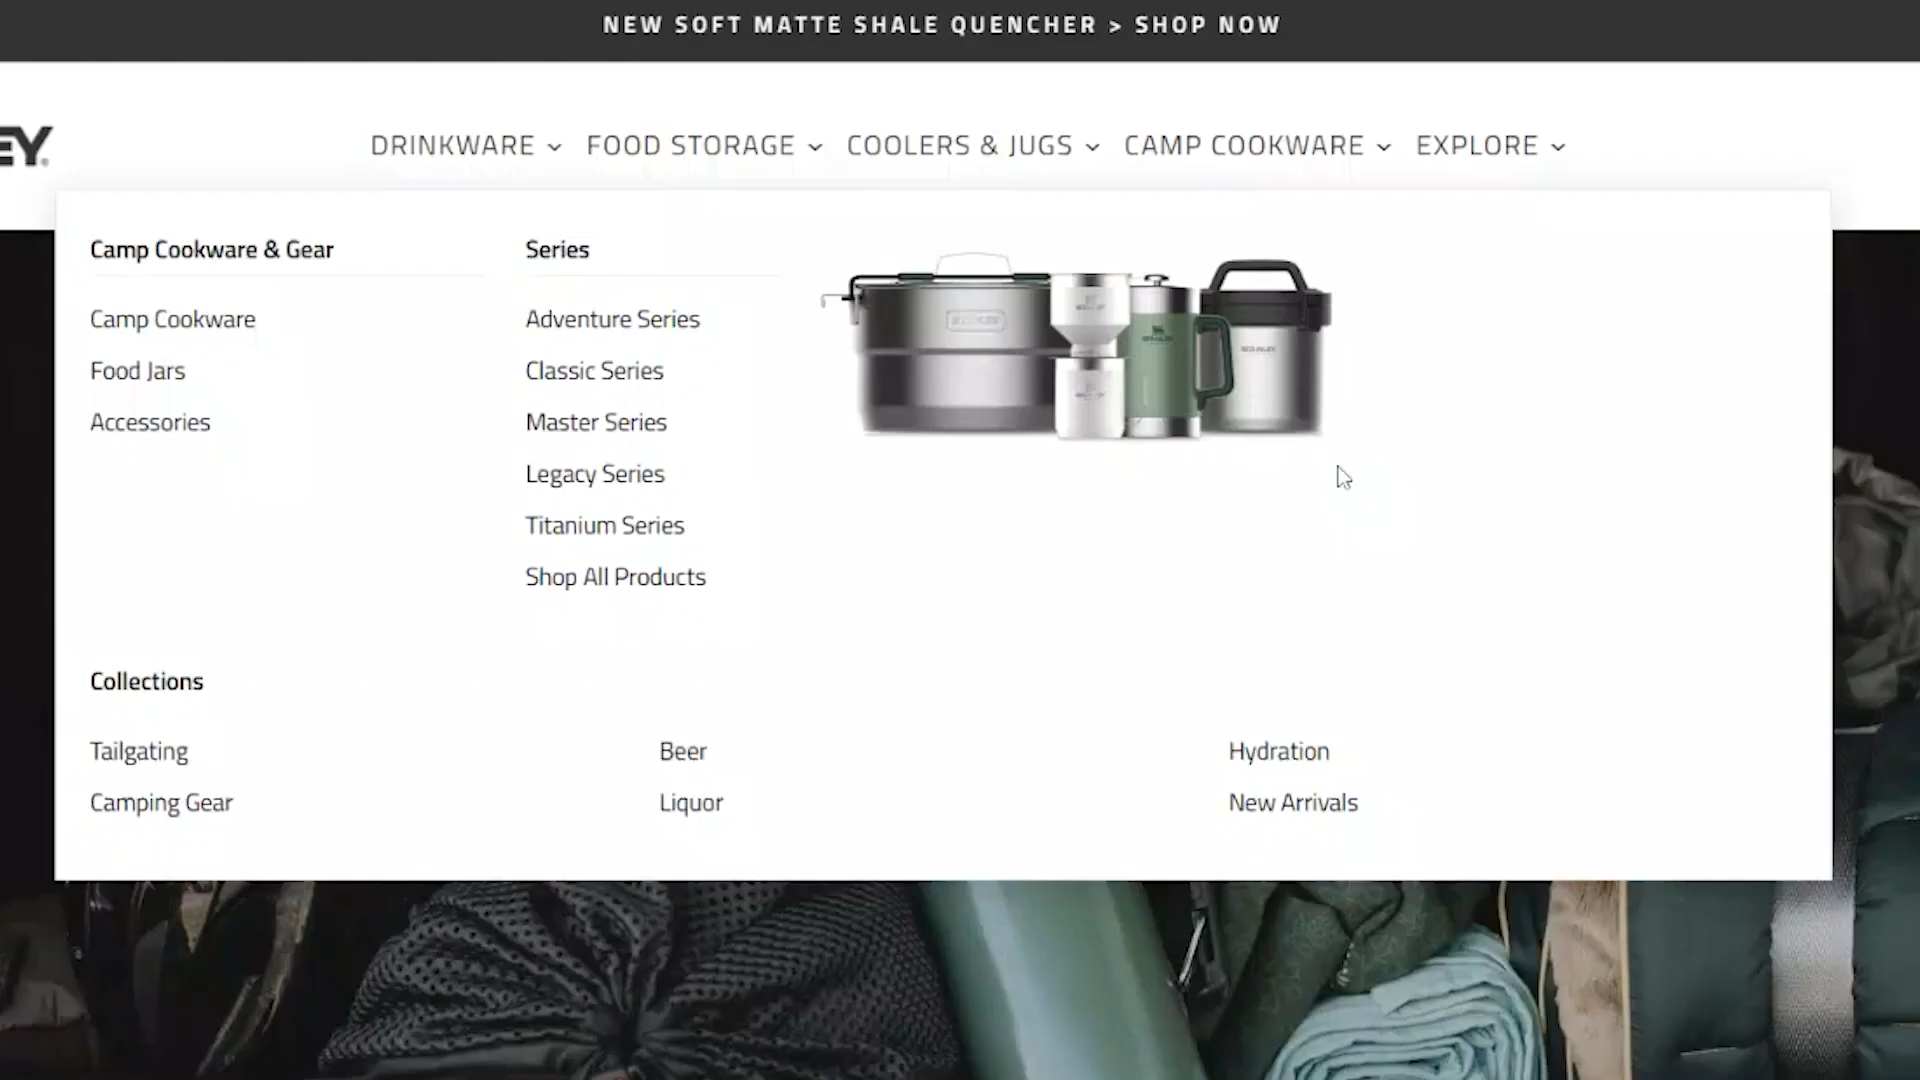 NEW SOFT MATTE SHALE QUENCHER > SHOP NOW
EY.
DRINKWARE FOOD STORAGE COOLERS & JUGS CAMP COOKWARE EXPLORE
Camp Cookware & Gear
Camp Cookware
Food Jars
Accessories
Series
Adventure Series
Classic Series
Master Series
Legacy Series
Titanium Series
Shop All Products
STANLEY
Collections
Tailgating
Camping Gear
Beer
Liquor
Hydration
New Arrivals